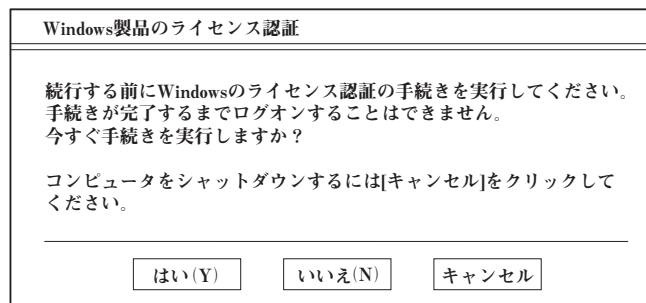 Windows製品のライセンス認証
続行する前にWindowsのライセンス認証の手続きを実行してください。
手続きが完了するまでログオンすることはできません。
今すぐ手続きを実行しますか？
コンピュータをシャットダウンするには[キャンセル]をクリックして
ください。
はい(Y) いいえ(N) キャンセル